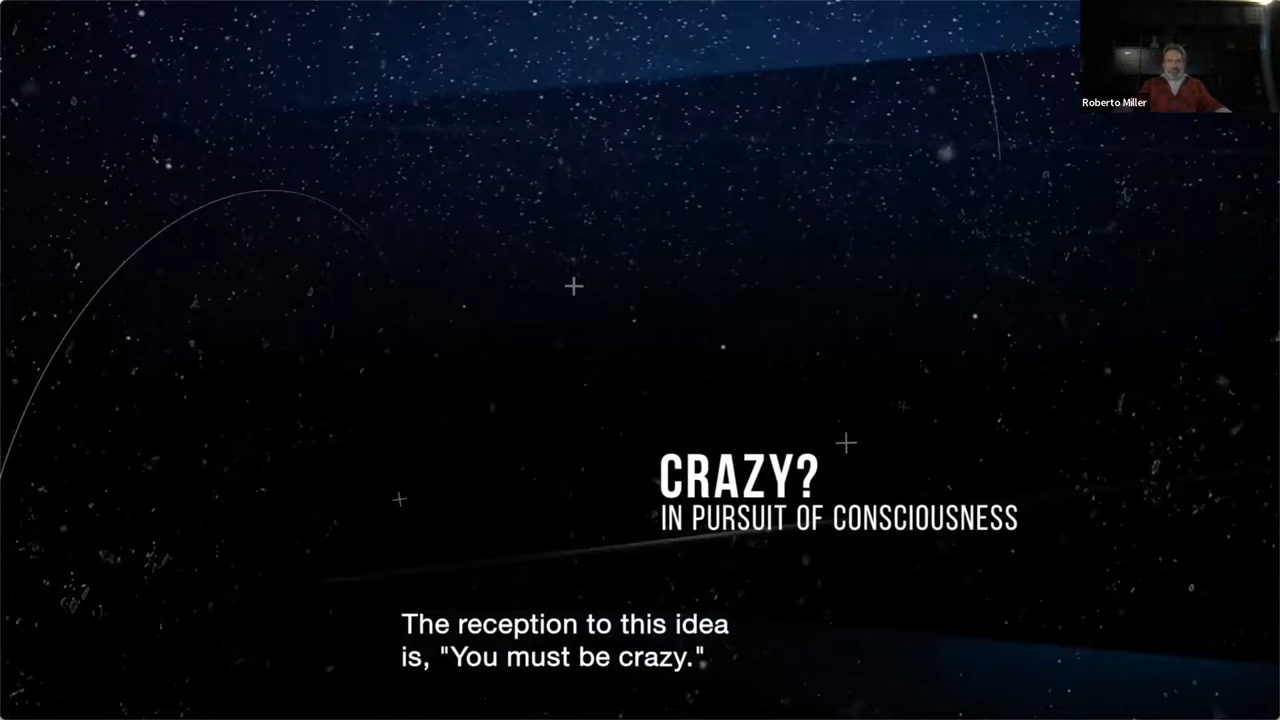 Roberto Miller
CRAZY?
IN PURSUIT OF CONSCIOUSNESS
The reception to this idea
is, "You must be crazy."